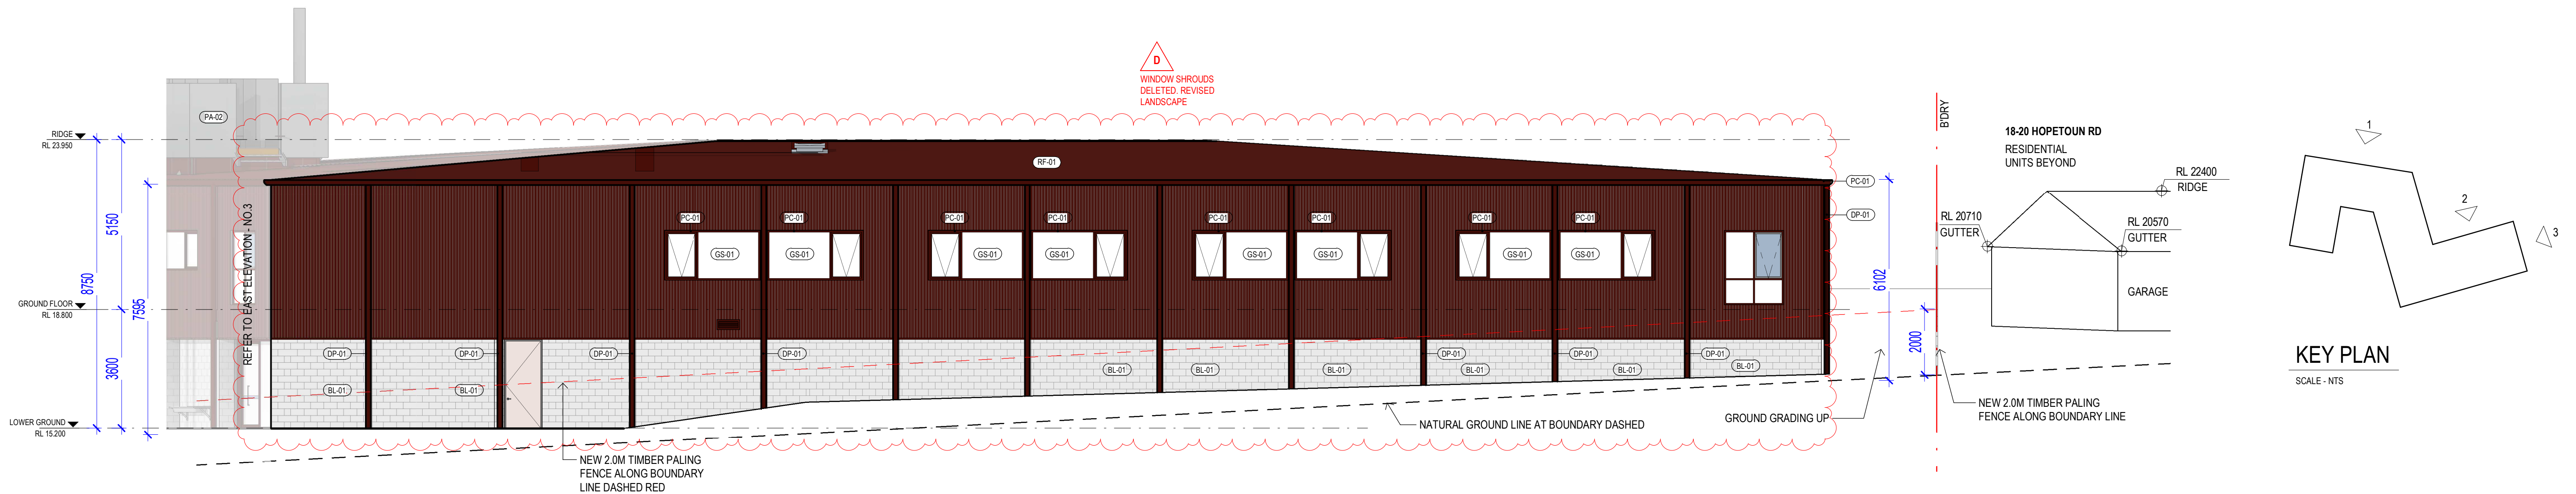 D
WINDOW SHROUDS
DELETED. REVISED
LANDSCAPE
PA-02
RIDGE
RL 23.950
GROUND FLOOR
RL 18.800
LOWER GROUND
RL 15.200
8750
5150
3600
7595
REFER TO EAST ELEVATION - NO.3
RF-01
PC-01
PC-01
PC-01
PC-01
PC-01
PC-01
PC-01
PC-01
GS-01
GS-01
GS-01
GS-01
GS-01
GS-01
GS-01
GS-01
DP-01
DP-01
DP-01
DP-01
DP-01
DP-01
DP-01
BL-01
BL-01
BL-01
BL-01
BL-01
BL-01
BL-01
BL-01
PC-01
DP-01
6102
2000
NEW 2.0M TIMBER PALING
FENCE ALONG BOUNDARY
LINE DASHED RED
NATURAL GROUND LINE AT BOUNDARY DASHED
GROUND GRADING UP
B'DRY
18-20 HOPETOUN RD
RESIDENTIAL
UNITS BEYOND
RL 22400
RIDGE
RL 20710
GUTTER
RL 20570
GUTTER
GARAGE
NEW 2.0M TIMBER PALING
FENCE ALONG BOUNDARY LINE
1
2
3
KEY PLAN
SCALE - NTS